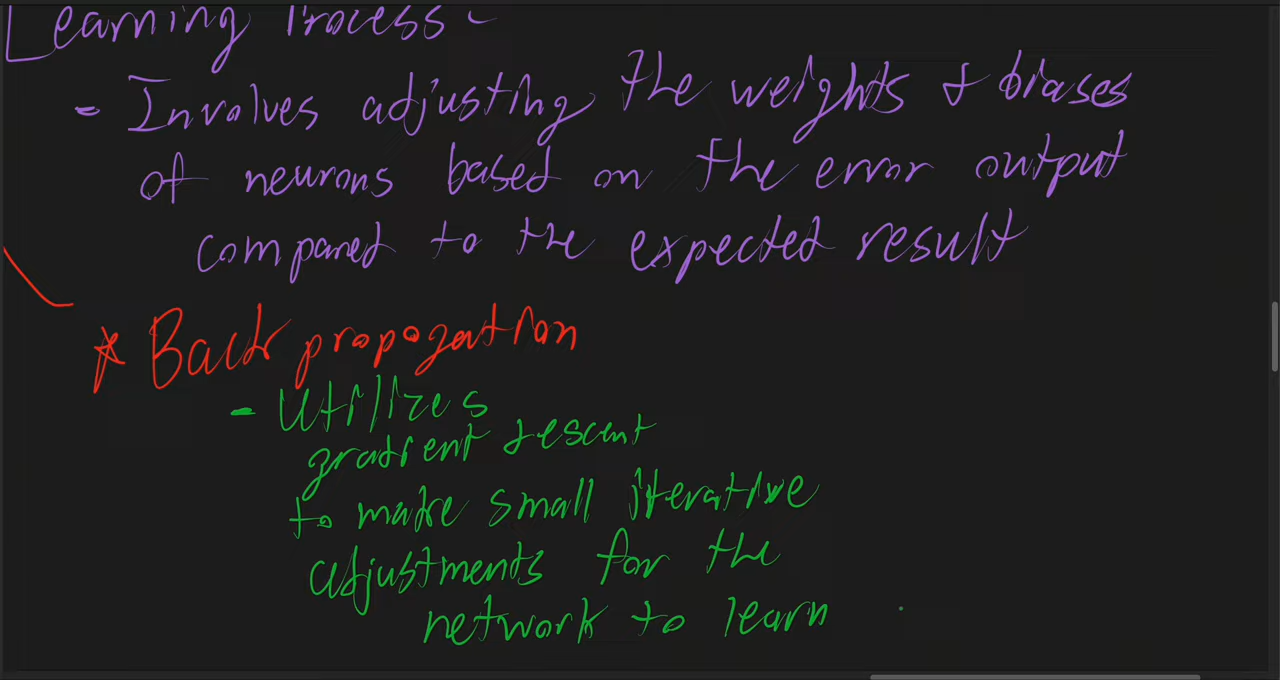 Learning Process -
- Involves adjusting the weights & biases
of neurons based on the error output
compared to the expected result
* Back propogation
- Utilizes
gradient descent
to make small iterative
adjustments for the
network to learn